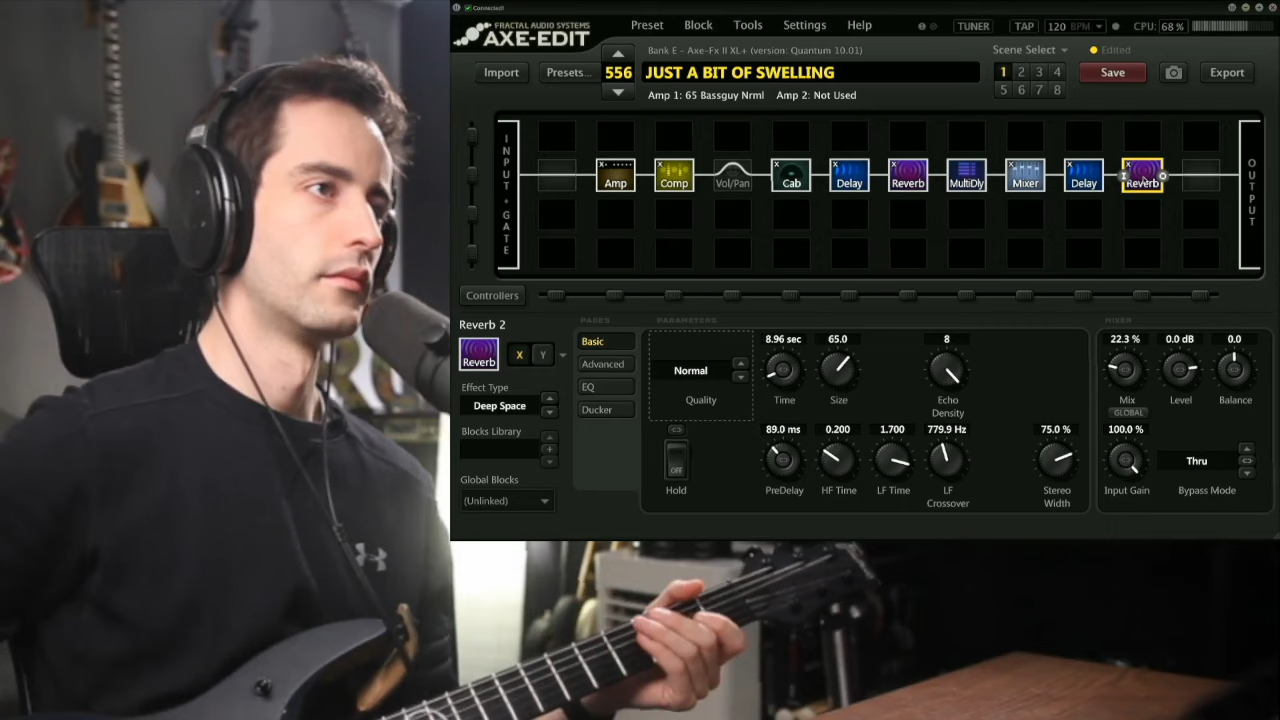 Connected!
FRACTAL AUDIO SYSTEMS
AXE-EDIT
Preset Block Tools Settings Help
TUNER TAP 120 BPM CPU: 68 %
Bank E - Axe-Fx II XL+ (version: Quantum 10.01)
Scene Select Edited
Import Presets... 556 JUST A BIT OF SWELLING
1 2 3 4
5 6 7 8
Save Export
Amp 1: 65 Bassguy Nrml Amp 2: Not Used
INPUT + GATE
Amp Comp Vol/Pan Cab Delay Reverb MultiDly Mixer Delay Reverb
OUTPUT
Controllers
Reverb 2
Reverb X Y
Effect Type
Deep Space
Blocks Library
Global Blocks
(Unlinked)
PAGES
Basic
Advanced
EQ
Ducker
PARAMETERS
Normal
Quality
8.96 sec 65.0 8
Time Size Echo Density
OFF
Hold
89.0 ms 0.200 1.700 779.9 Hz 75.0 %
PreDelay HF Time LF Time LF Crossover Stereo Width
MIXER
22.3 % 0.0 dB 0.0
Mix Level Balance
GLOBAL
100.0 %
Thru
Input Gain Bypass Mode